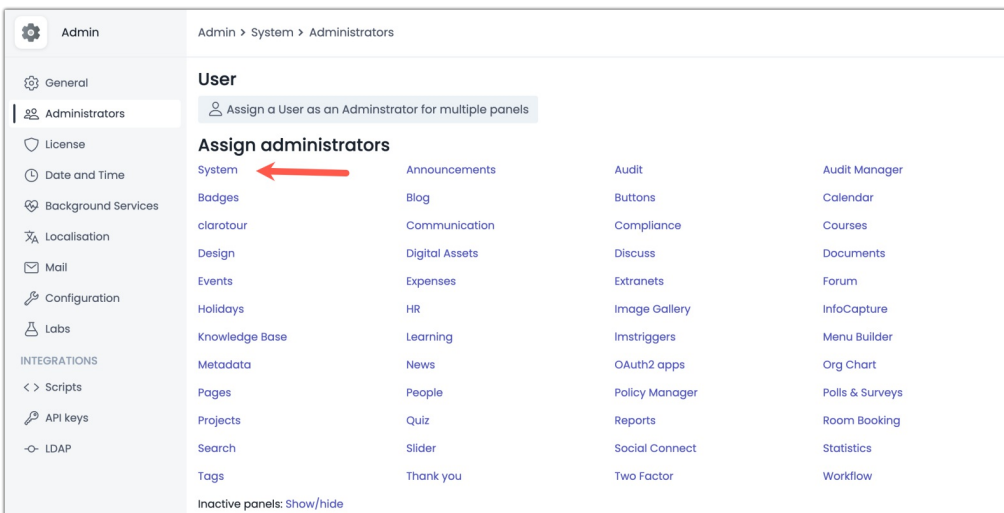 Admin
Admin > System > Administrators
General
Administrators
License
Date and Time
Background Services
Localisation
Mail
Configuration
Labs
INTEGRATIONS
Scripts
API keys
LDAP
User
Assign a User as an Adminstrator for multiple panels
Assign administrators
System Announcements Audit Audit Manager
Badges Blog Buttons Calendar
clarotour Communication Compliance Courses
Design Digital Assets Discuss Documents
Events Expenses Extranets Forum
Holidays HR Image Gallery InfoCapture
Knowledge Base Learning lmstriggers Menu Builder
Metadata News OAuth2 apps Org Chart
Pages People Policy Manager Polls & Surveys
Projects Quiz Reports Room Booking
Search Slider Social Connect Statistics
Tags Thank you Two Factor Workflow
Inactive panels: Show/hide